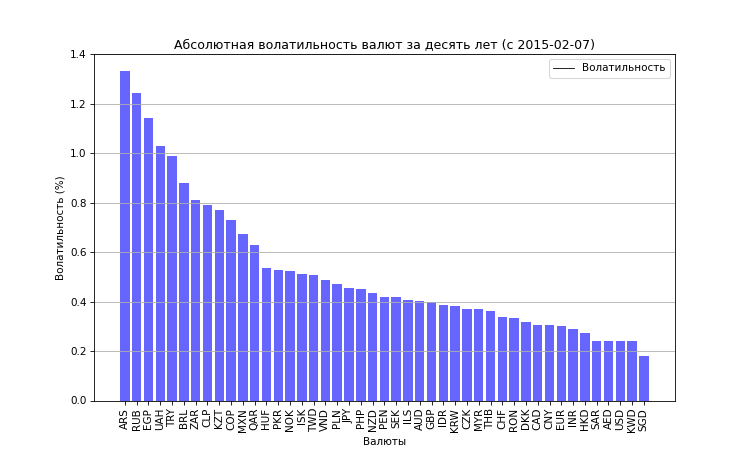 Абсолютная волатильность валют за десять лет (с 2015-02-07)
Волатильность
Волатильность (%)
1.4
1.2
1.0
0.8
0.6
0.4
0.2
0.0
ARS RUB EGP UAH TRY BRL ZAR CLP KZT COP MXN QAR HUF PKR NOK ISK TWD VND PLN JPY PHP NZD PEN SEK ILS AUD GBP IDR KRW CZK MYR THB CHF RON DKK CAD CNY EUR INR HKD SAR AED USD KWD SGD
Валюты